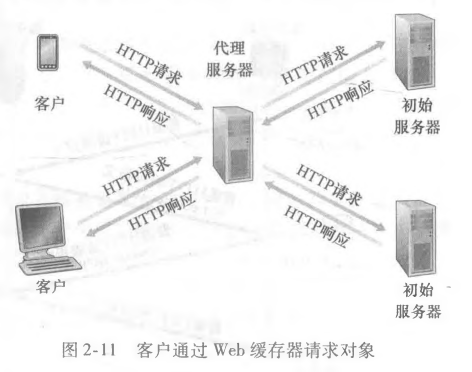 HTTP请求
HTTP响应
代理
服务器
HTTP请求
HTTP响应
客户
初始
服务器
HTTP请求
HTTP响应
HTTP请求
HTTP响应
客户
初始
服务器
图 2-11 客户通过 Web 缓存器请求对象